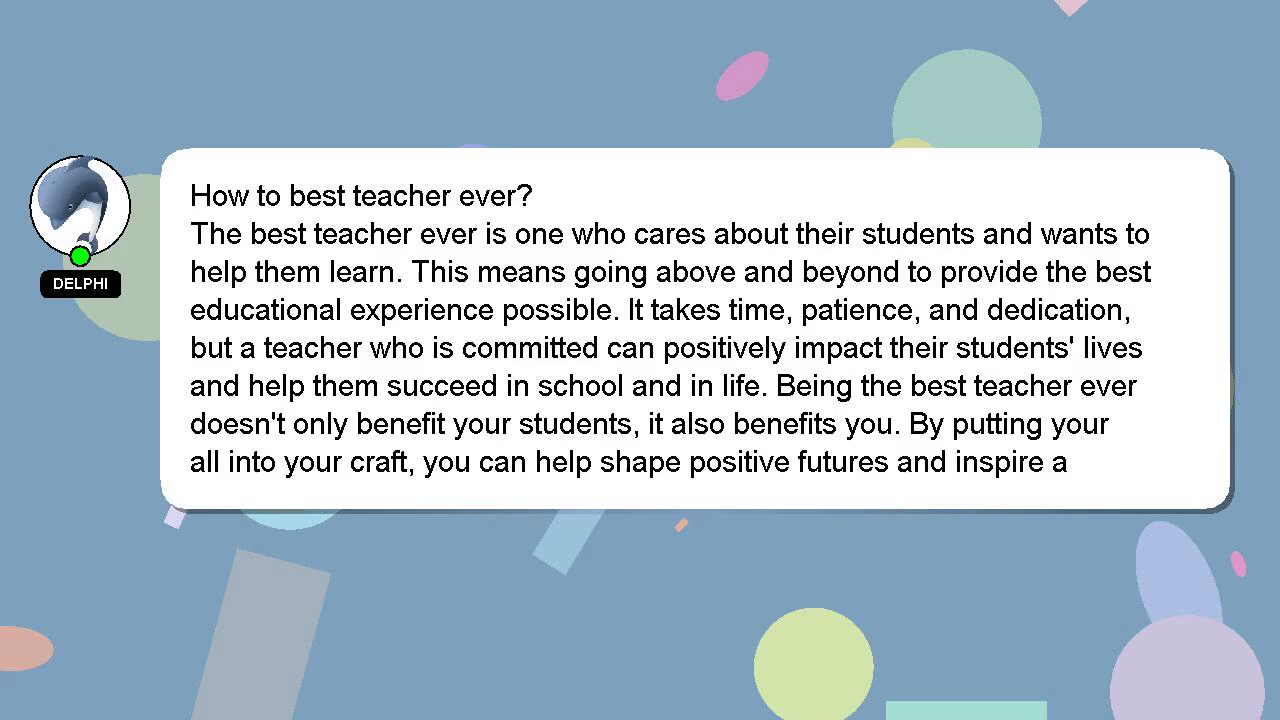 DELPHI
How to best teacher ever?
The best teacher ever is one who cares about their students and wants to
help them learn. This means going above and beyond to provide the best
educational experience possible. It takes time, patience, and dedication,
but a teacher who is committed can positively impact their students' lives
and help them succeed in school and in life. Being the best teacher ever
doesn't only benefit your students, it also benefits you. By putting your
all into your craft, you can help shape positive futures and inspire a